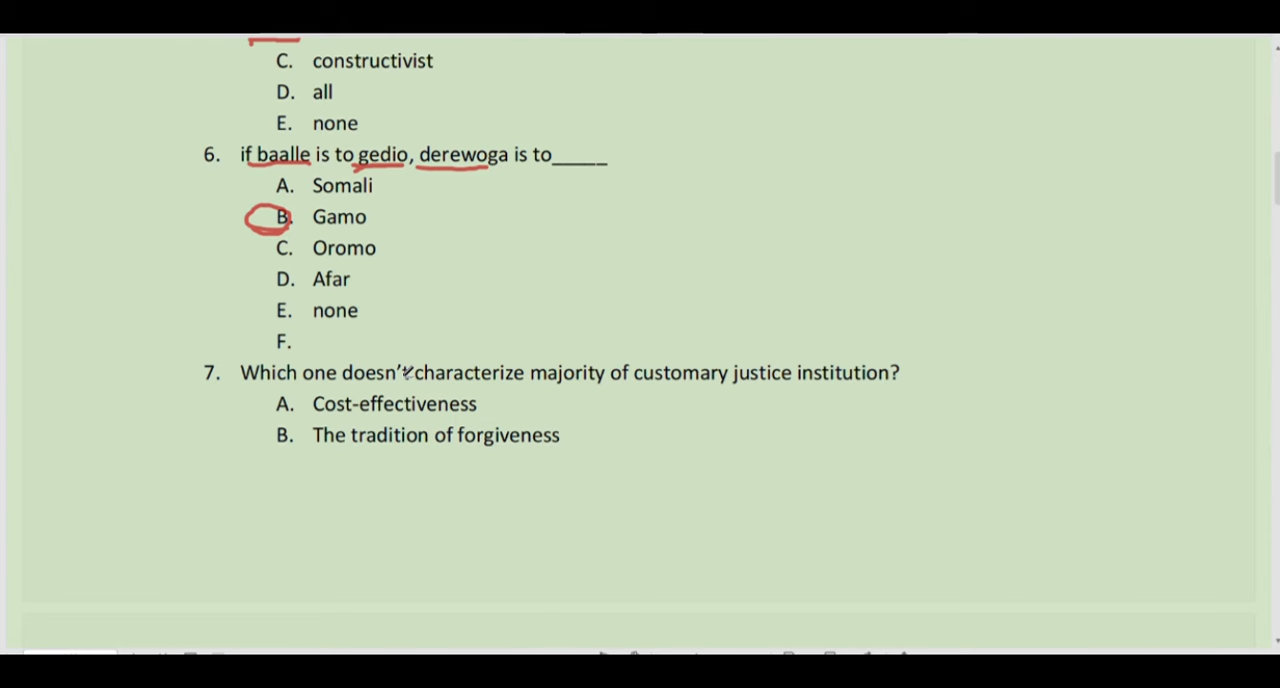 C. constructivist
D. all
E. none
6. if baalle is to gedio, derewoga is to_____
A. Somali
B. Gamo
C. Oromo
D. Afar
E. none
F.
7. Which one doesn't characterize majority of customary justice institution?
A. Cost-effectiveness
B. The tradition of forgiveness